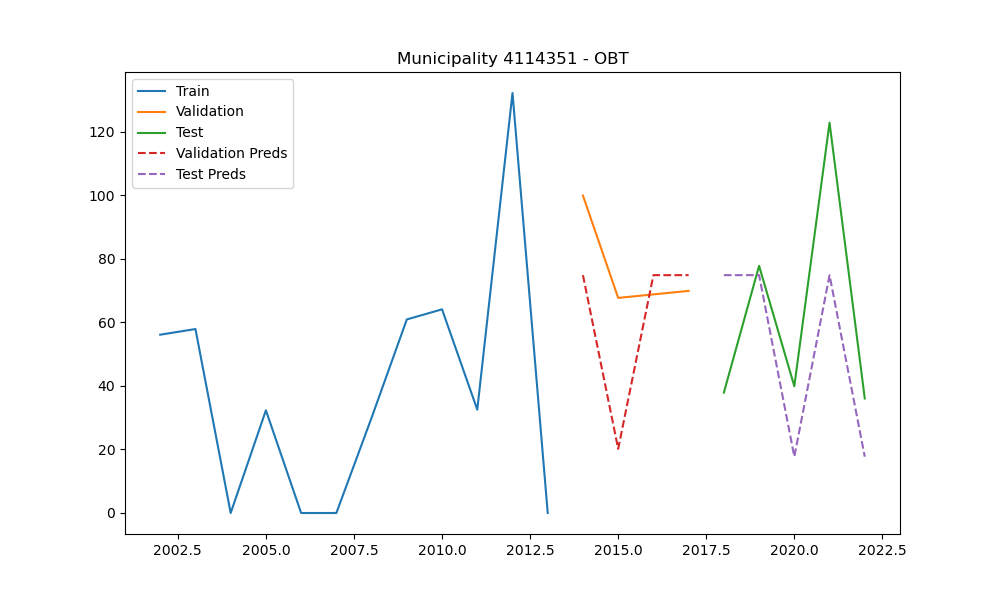 Municipality 4114351 - OBT
Train
Validation
Test
Validation Preds
Test Preds
120
100
80
60
40
20
0
2002.5 2005.0 2007.5 2010.0 2012.5 2015.0 2017.5 2020.0 2022.5